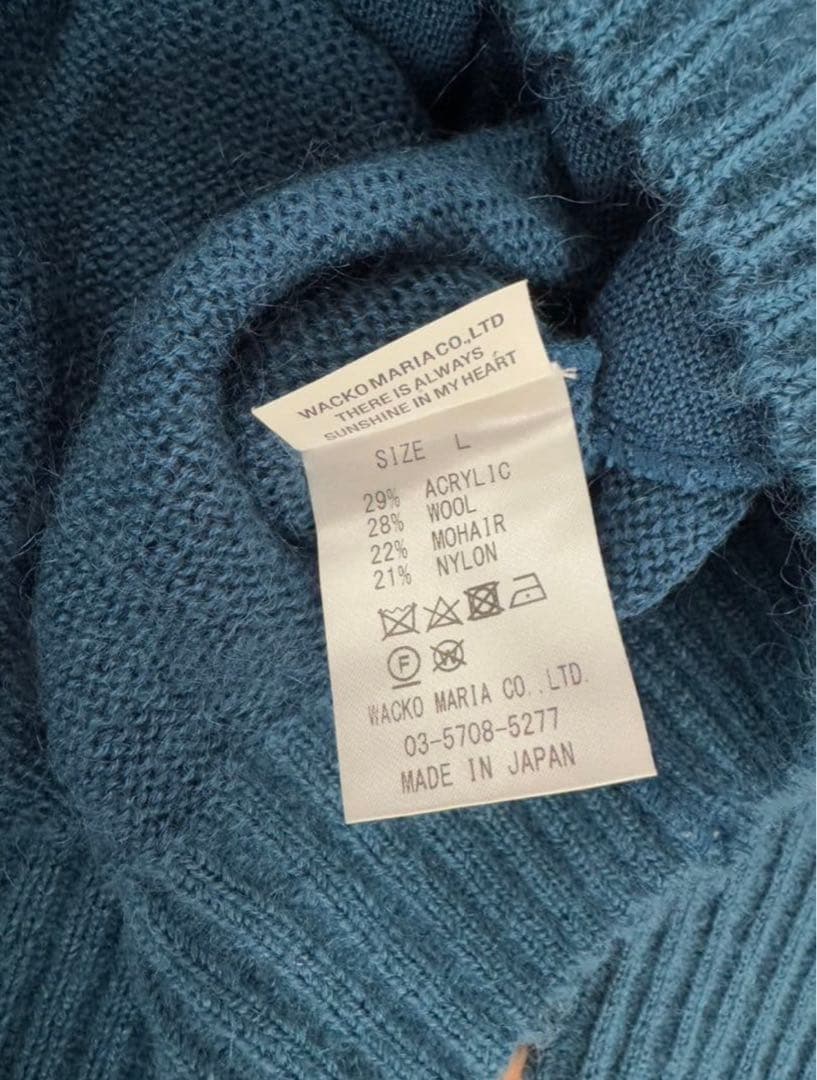 WACKO MARIA CO.,LTD
THERE IS ALWAYS
SUNSHINE IN MY HEART
SIZE L
29% ACRYLIC
28% WOOL
22% MOHAIR
21% NYLON
F W
WACKO MARIA CO.,LTD.
03-5708-5277
MADE IN JAPAN